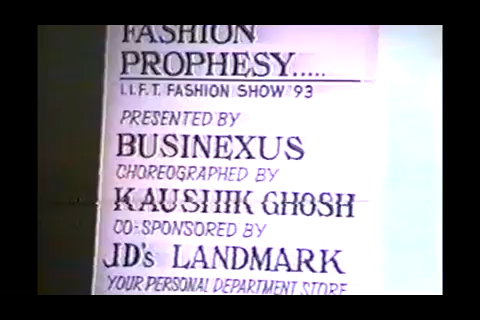 FASHION
PROPHESY.....
I.I.F.T. FASHION SHOW '93
PRESENTED BY
BUSINEXUS
CHOREOGRAPHED BY
KAUSHIK GHOSH
CO-SPONSORED BY
JD's LANDMARK
YOUR PERSONAL DEPARTMENT STORE